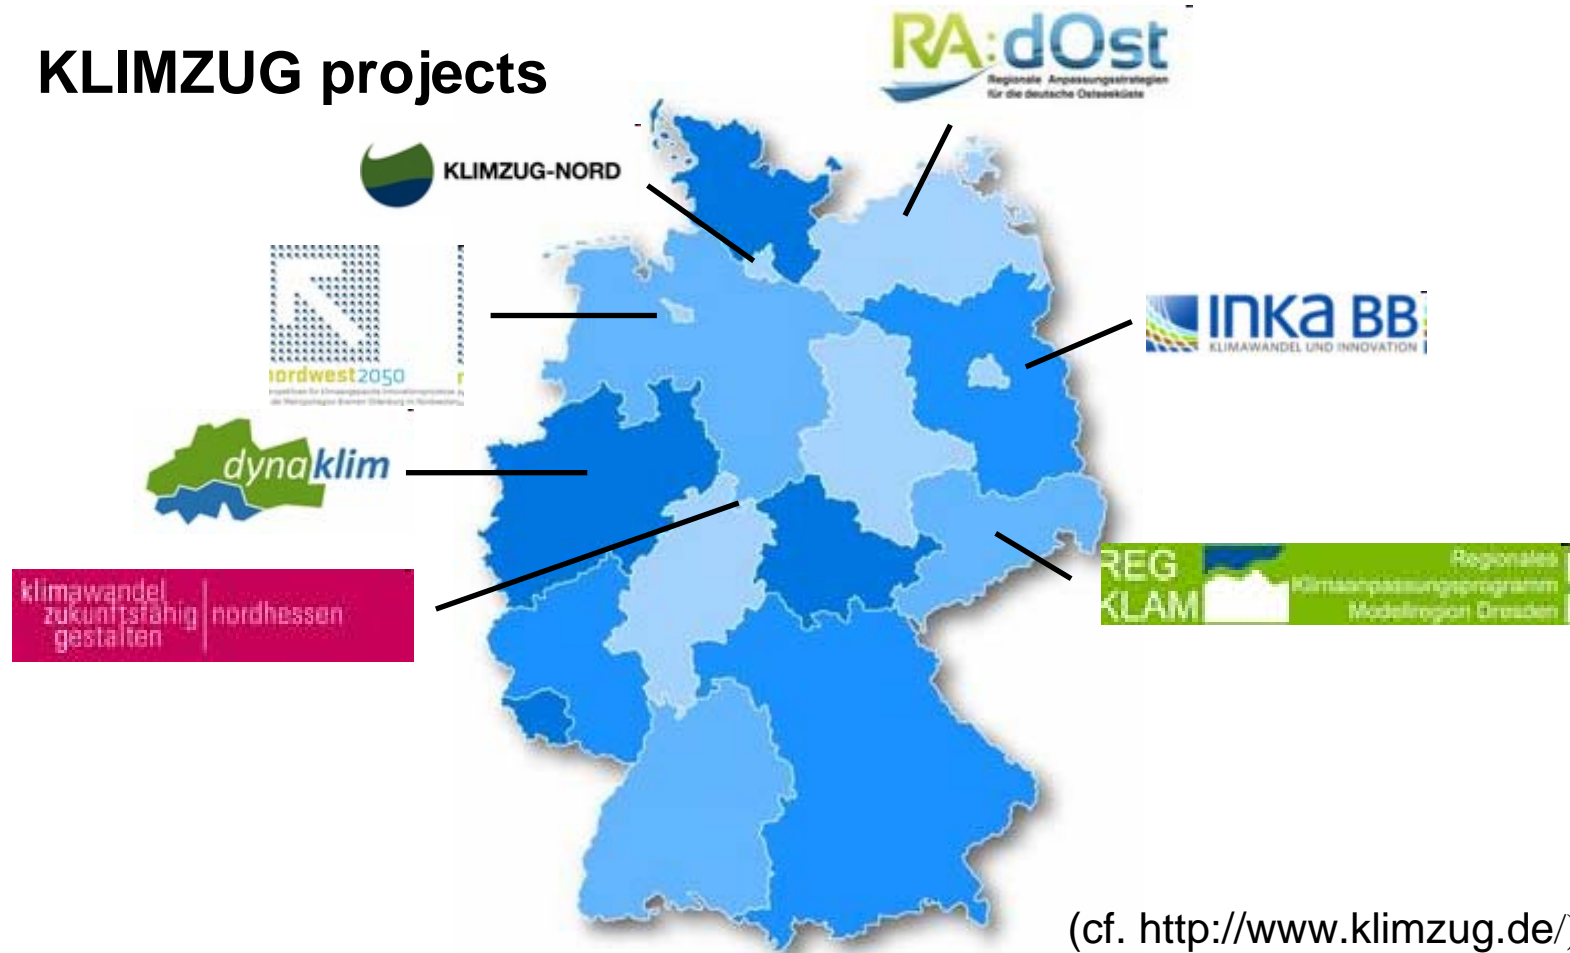 KLIMZUG projects
RA:dOst
Regionale Anpassungsstrategien
für die deutsche Ostseeküste
KLIMZUG-NORD
nordwest2050
INKA BB
KLIMAWANDEL UND INNOVATION
dynaklim
klimawandel
zukunftsfähig
gestalten
nordhessen
REG
KLAM
Regionales
Klimaanpassungsprogramm
Modellregion Dresden
(cf. http://www.klimzug.de/)